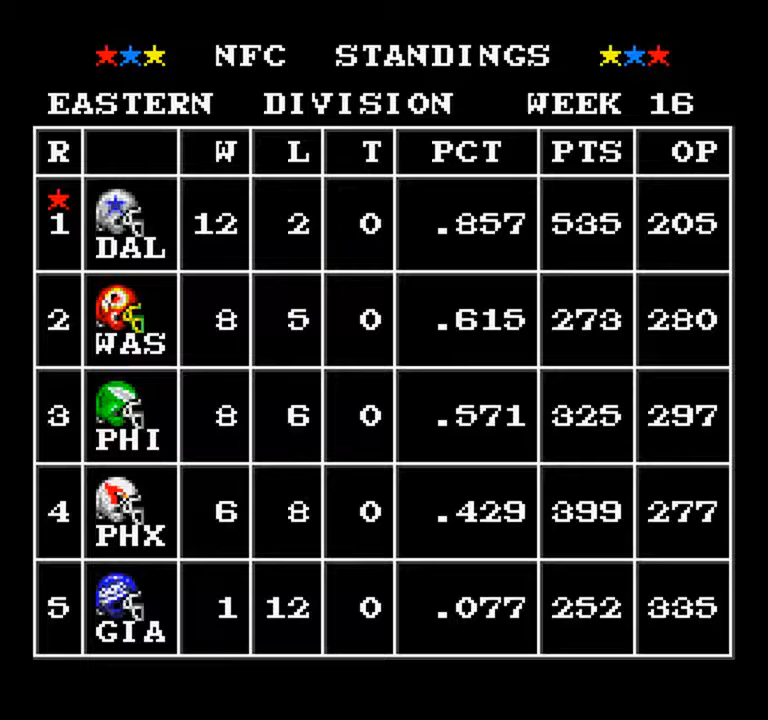 NFC STANDINGS
EASTERN DIVISION WEEK 16
R W L T PCT PTS OP
1 DAL 12 2 0 .857 535 205
2 WAS 8 5 0 .615 273 280
3 PHI 8 6 0 .571 325 297
4 PHX 6 8 0 .429 399 277
5 GIA 1 12 0 .077 252 335